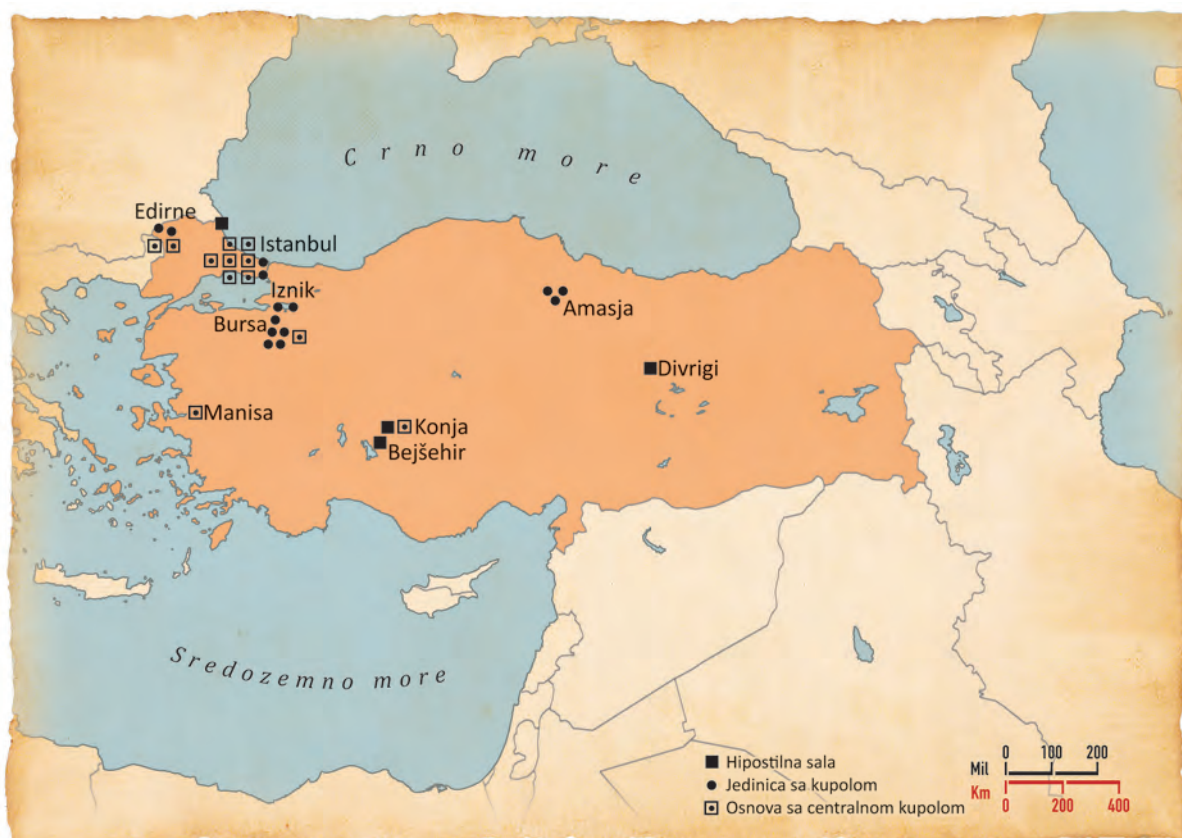 Crno more
Edirne
Istanbul
Iznik
Bursa
Amasja
Divrigi
Manisa
Konja
Bejšehir
Sredozemno more
Hipostilna sala
Jedinica sa kupolom
Osnova sa centralnom kupolom
0 100 200
Mil
Km
0 200 400